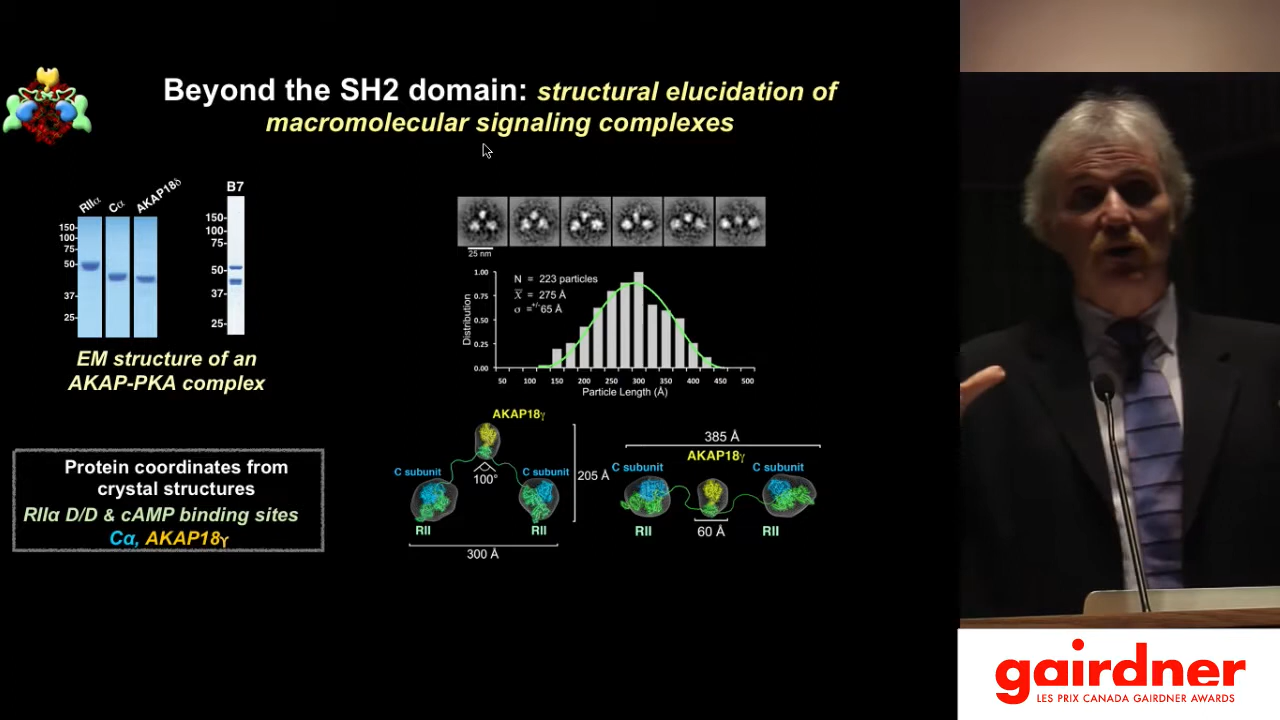 Beyond the SH2 domain: structural elucidation of
macromolecular signaling complexes
RIIα
Cα
AKAP18δ
150-
100-
75-
50-
37-
25-
B7
150-
100-
75-
50-
37-
25-
EM structure of an
AKAP-PKA complex
Protein coordinates from
crystal structures
RIIα D/D & cAMP binding sites
Cα, AKAP18γ
25 nm
N = 223 particles
X̅ = 275 Å
σ =+/- 65 Å
Distribution
1.00
0.75
0.50
0.25
0.00
50 100 150 200 250 300 350 400 450 500
Particle Length (Å)
AKAP18γ
C subunit
C subunit
100°
205 Å
RII
RII
300 Å
385 Å
AKAP18γ
C subunit
C subunit
RII
60 Å
RII
gairdner
LES PRIX CANADA GAIRDNER AWARDS